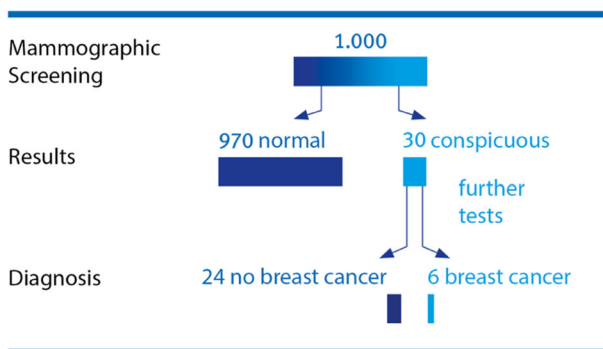 Mammographic
Screening
1.000
Results
970 normal
30 conspicuous
further
tests
Diagnosis
24 no breast cancer
6 breast cancer